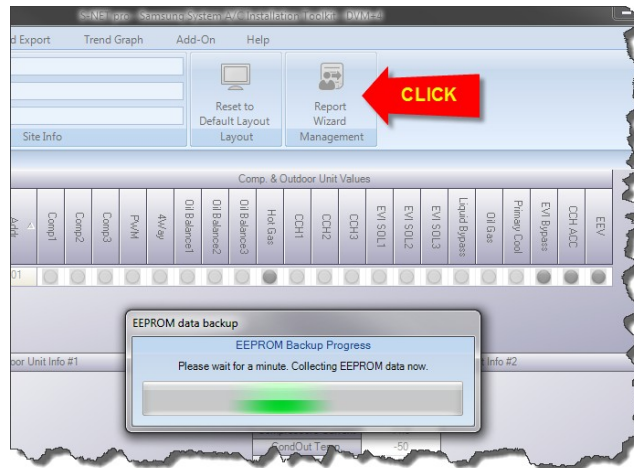 S-NET pro - Samsung System A/C Installation Toolkit - DVM+4
d Export Trend Graph Add-On Help
CLICK
Reset to
Default Layout
Report
Wizard
Site Info Layout Management
Comp. & Outdoor Unit Values
Addr Comp1 Comp2 Comp3 PWM 4Way Oil Balance1 Oil Balance2 Oil Balance3 Hot Gas CCH1 CCH2 CCH3 EVI SOL1 EVI SOL2 EVI SOL3 Liquid Bypass Oil Gas Primary Cool EVI Bypass CCH ACC EEV
01
EEPROM data backup
EEPROM Backup Progress
Please wait for a minute. Collecting EEPROM data now.
oor Unit Info #1 t Info #2
CondOut Temp -50